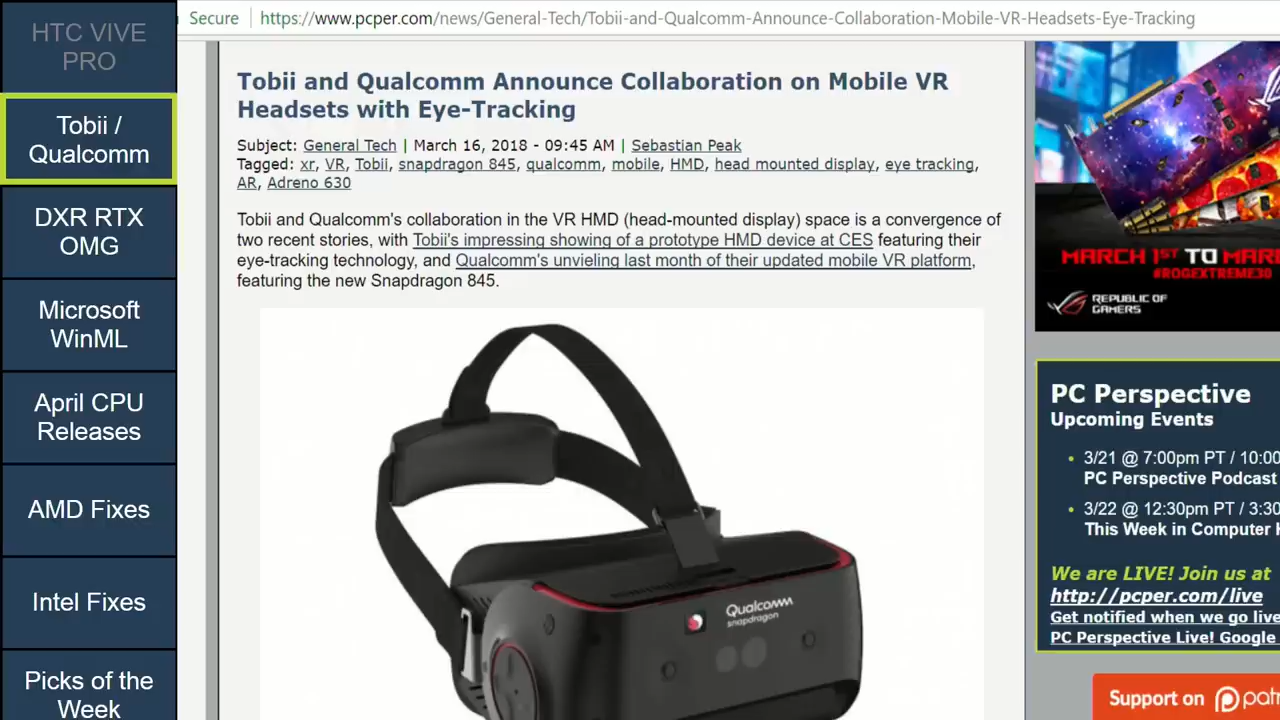 HTC VIVE
PRO
Tobii /
Qualcomm
DXR RTX
OMG
Microsoft
WinML
April CPU
Releases
AMD Fixes
Intel Fixes
Picks of the
Week
Secure
https://www.pcper.com/news/General-Tech/Tobii-and-Qualcomm-Announce-Collaboration-Mobile-VR-Headsets-Eye-Tracking
Tobii and Qualcomm Announce Collaboration on Mobile VR
Headsets with Eye-Tracking
Subject: General Tech | March 16, 2018 - 09:45 AM | Sebastian Peak
Tagged: xr, VR, Tobii, snapdragon 845, qualcomm, mobile, HMD, head mounted display, eye tracking,
AR, Adreno 630
Tobii and Qualcomm's collaboration in the VR HMD (head-mounted display) space is a convergence of
two recent stories, with Tobii's impressing showing of a prototype HMD device at CES featuring their
eye-tracking technology, and Qualcomm's unvieling last month of their updated mobile VR platform,
featuring the new Snapdragon 845.
Qualcomm
snapdragon
MARCH 1ST TO MAR
#ROGEXTREME30
REPUBLIC OF
GAMERS
PC Perspective
Upcoming Events
3/21 @ 7:00pm PT / 10:00
PC Perspective Podcast
3/22 @ 12:30pm PT / 3:30
This Week in Computer
We are LIVE! Join us at
http://pcper.com/live
Get notified when we go live
PC Perspective Live! Google
Support on